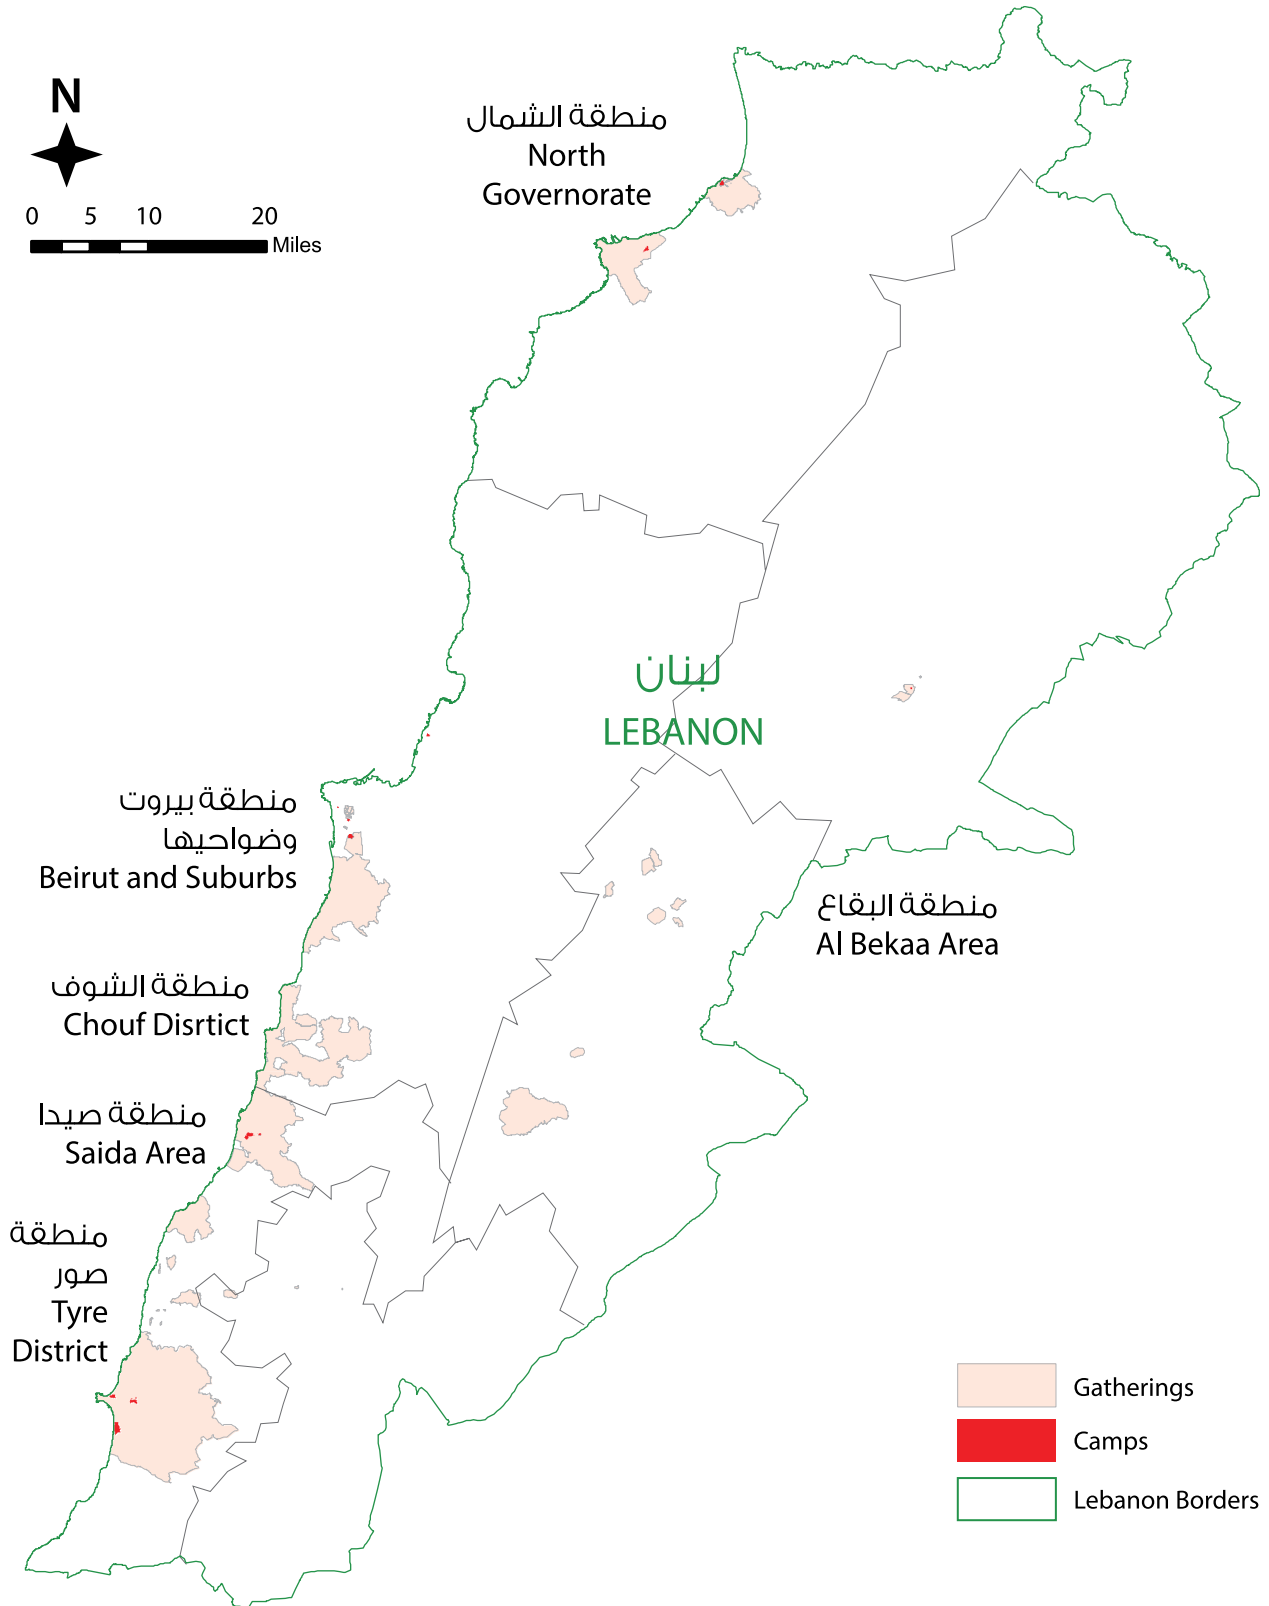 N
0 5 10 20
Miles
منطقة الشمال
North
Governorate
لبنان
LEBANON
منطقة بيروت
وضواحيها
Beirut and Suburbs
منطقة البقاع
Al Bekaa Area
منطقة الشوف
Chouf Disrtict
منطقة صيدا
Saida Area
منطقة
صور
Tyre
District
Gatherings
Camps
Lebanon Borders